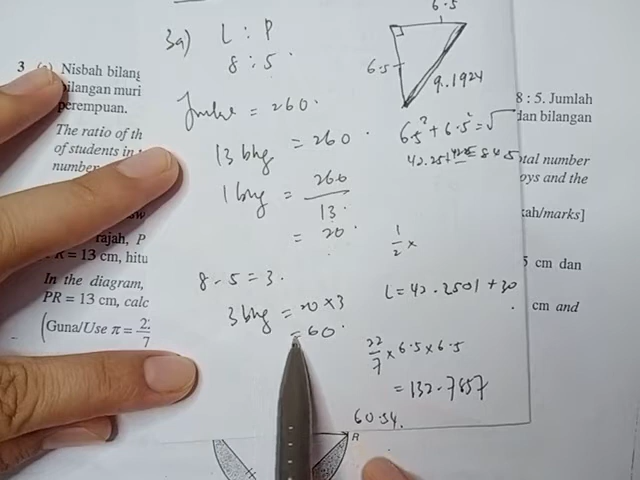 3a) L : P
8 : 5
Jumlah = 260
13 bhg = 260
1 bhg = 260
13
= 20
8 - 5 = 3
3 bhg = 20 × 3
= 60
6.5
6.5
9.1924
6.5² + 6.5² = √
42.25 + 42.25 = 84.5
1/2 ×
L = 42.2501 + 30
22/7 × 6.5 × 6.5
= 132.7857
60.54
3
Nisbah bilang
bilangan muri
perempuan.
The ratio of th
of students in
number
8 : 5. Jumlah
dan bilangan
otal number
oys and the
kah/marks]
rajah, P
R = 13 cm, hitu
5 cm dan
In the diagram,
PR = 13 cm, calc
cm and
(Guna/Use π = 22/7
R